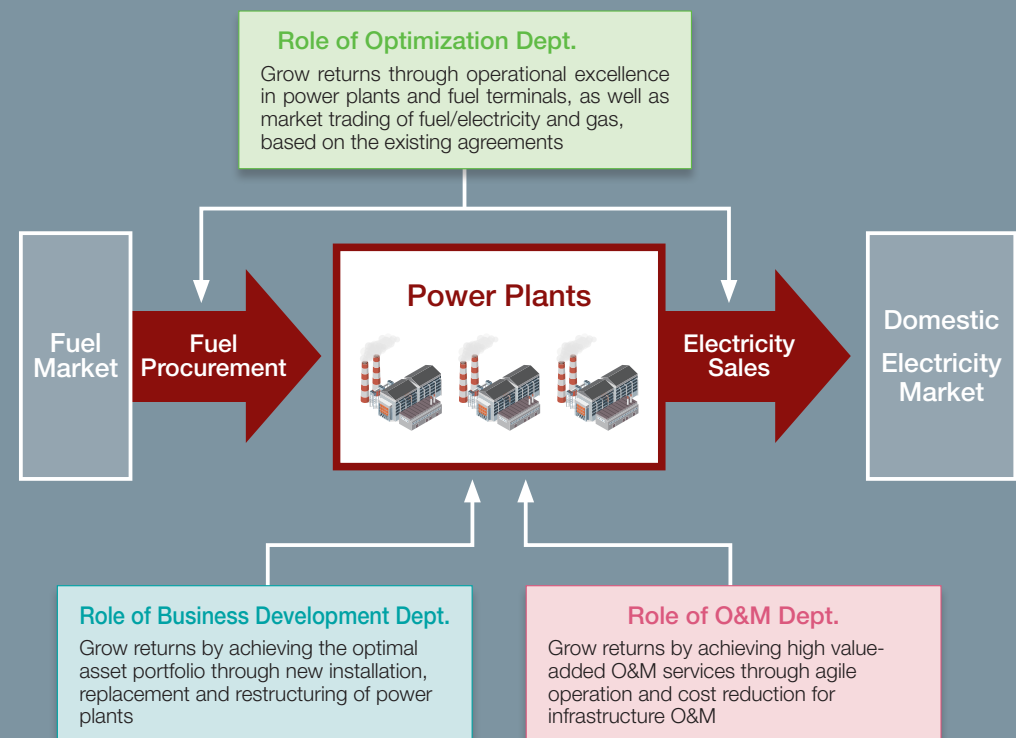 Role of Optimization Dept.
Grow returns through operational excellence
in power plants and fuel terminals, as well as
market trading of fuel/electricity and gas,
based on the existing agreements
Fuel
Market
Fuel
Procurement
Power Plants
Electricity
Sales
Domestic
Electricity
Market
Role of Business Development Dept.
Grow returns by achieving the optimal
asset portfolio through new installation,
replacement and restructuring of power
plants
Role of O&M Dept.
Grow returns by achieving high value-
added O&M services through agile
operation and cost reduction for
infrastructure O&M